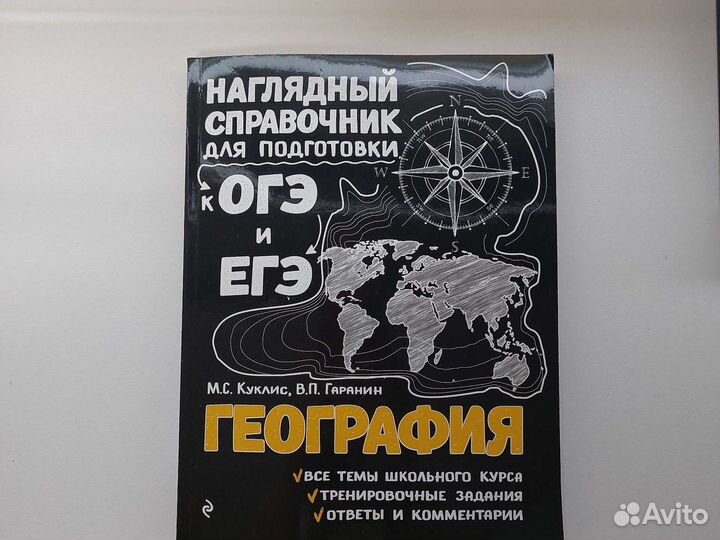 НАГЛЯДНЫЙ
СПРАВОЧНИК
ДЛЯ ПОДГОТОВКИ
К ОГЭ
И
ЕГЭ
N
W
E
S
М.С. КУКЛИС, В.П. ГАРАНИН
ГЕОГРАФИЯ
ВСЕ ТЕМЫ ШКОЛЬНОГО КУРСА
ТРЕНИРОВОЧНЫЕ ЗАДАНИЯ
ОТВЕТЫ И КОММЕНТАРИИ
Avito